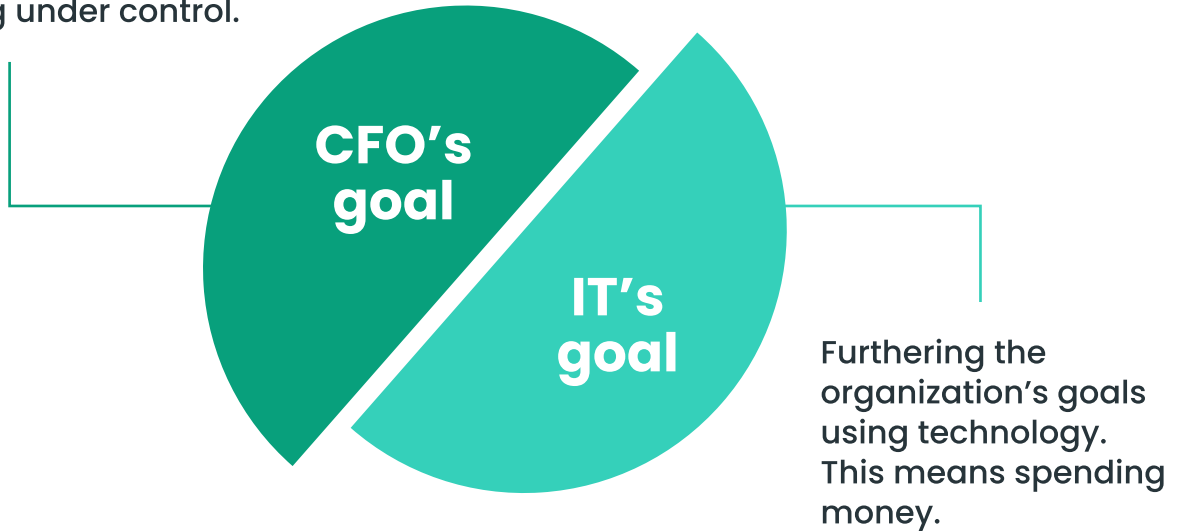 under control.
CFO’s
goal
IT’s
goal
Furthering the
organization’s goals
using technology.
This means spending
money.